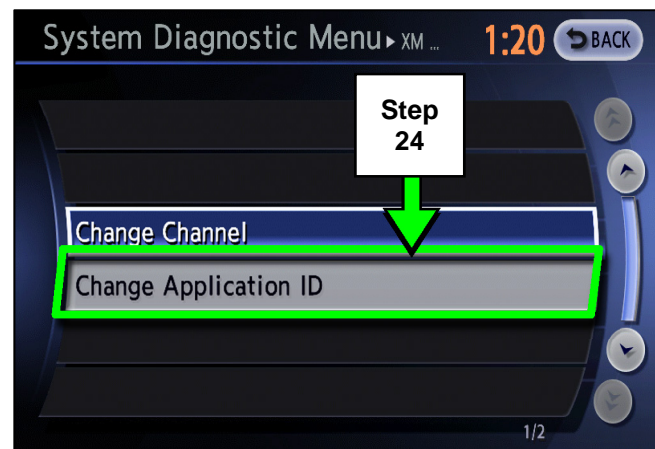 System Diagnostic Menu ▸ XM ... 1:20 BACK
Step
24
Change Channel
Change Application ID
1/2